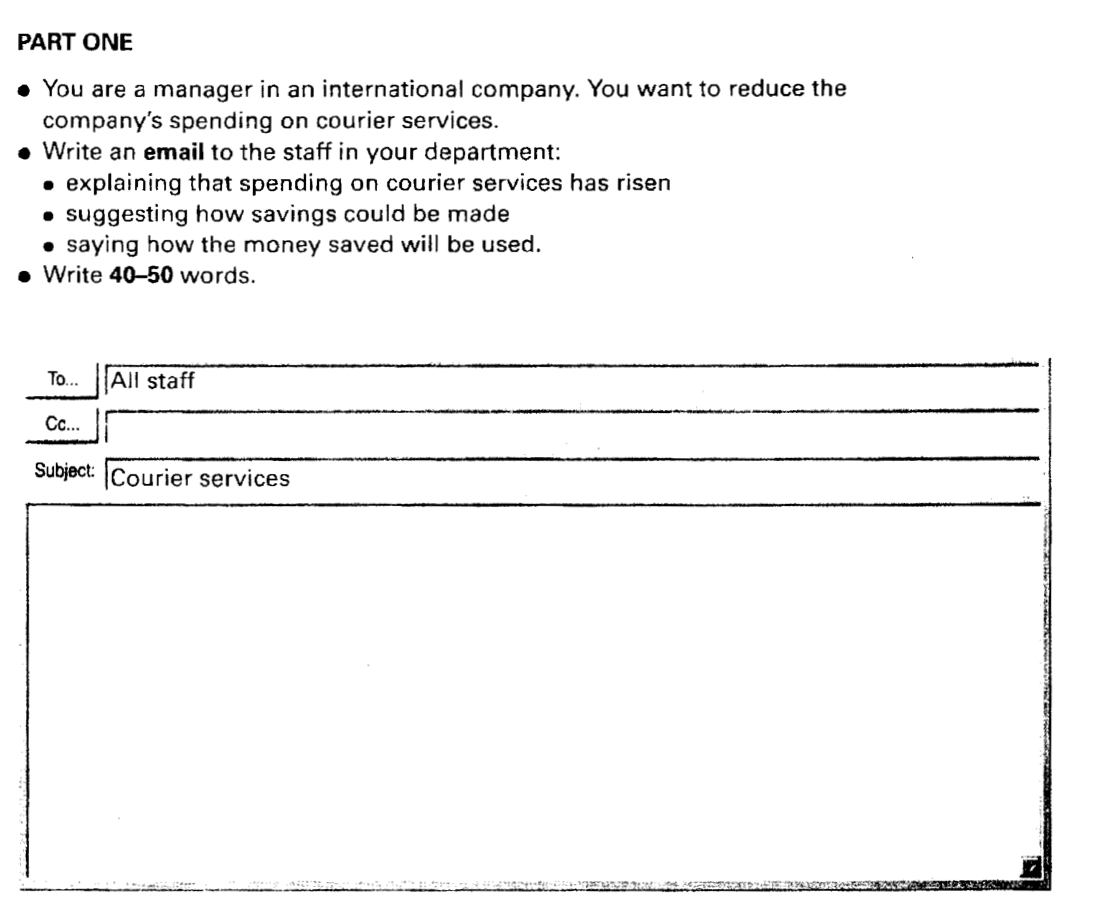 PART ONE
● You are a manager in an international company. You want to reduce the
company's spending on courier services.
● Write an email to the staff in your department:
● explaining that spending on courier services has risen
● suggesting how savings could be made
● saying how the money saved will be used.
● Write 40–50 words.
To... All staff
Cc...
Subject: Courier services